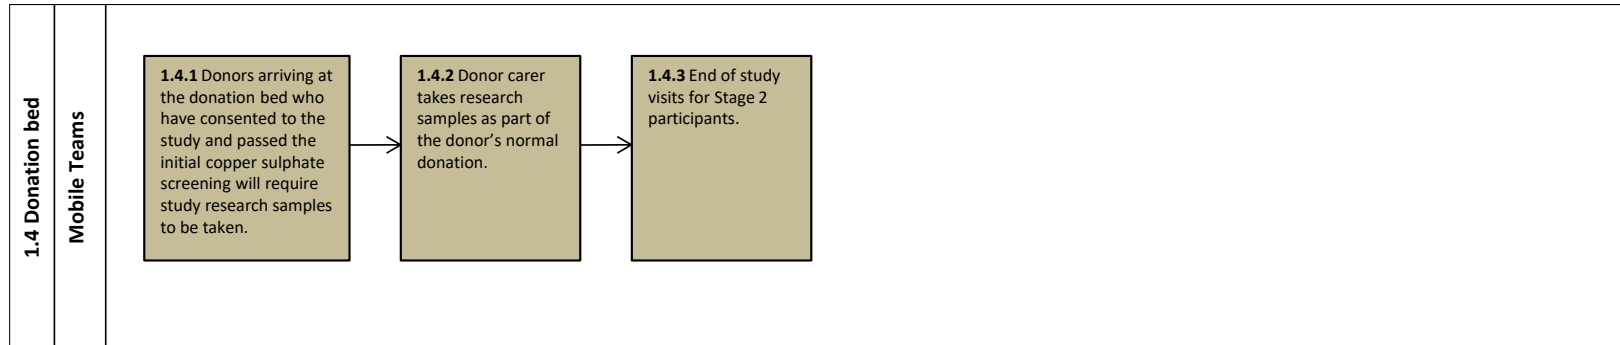 1.4 Donation bed
Mobile Teams
1.4.1 Donors arriving at
the donation bed who
have consented to the
study and passed the
initial copper sulphate
screening will require
study research samples
to be taken.
1.4.2 Donor carer
takes research
samples as part of
the donor’s normal
donation.
1.4.3 End of study
visits for Stage 2
participants.